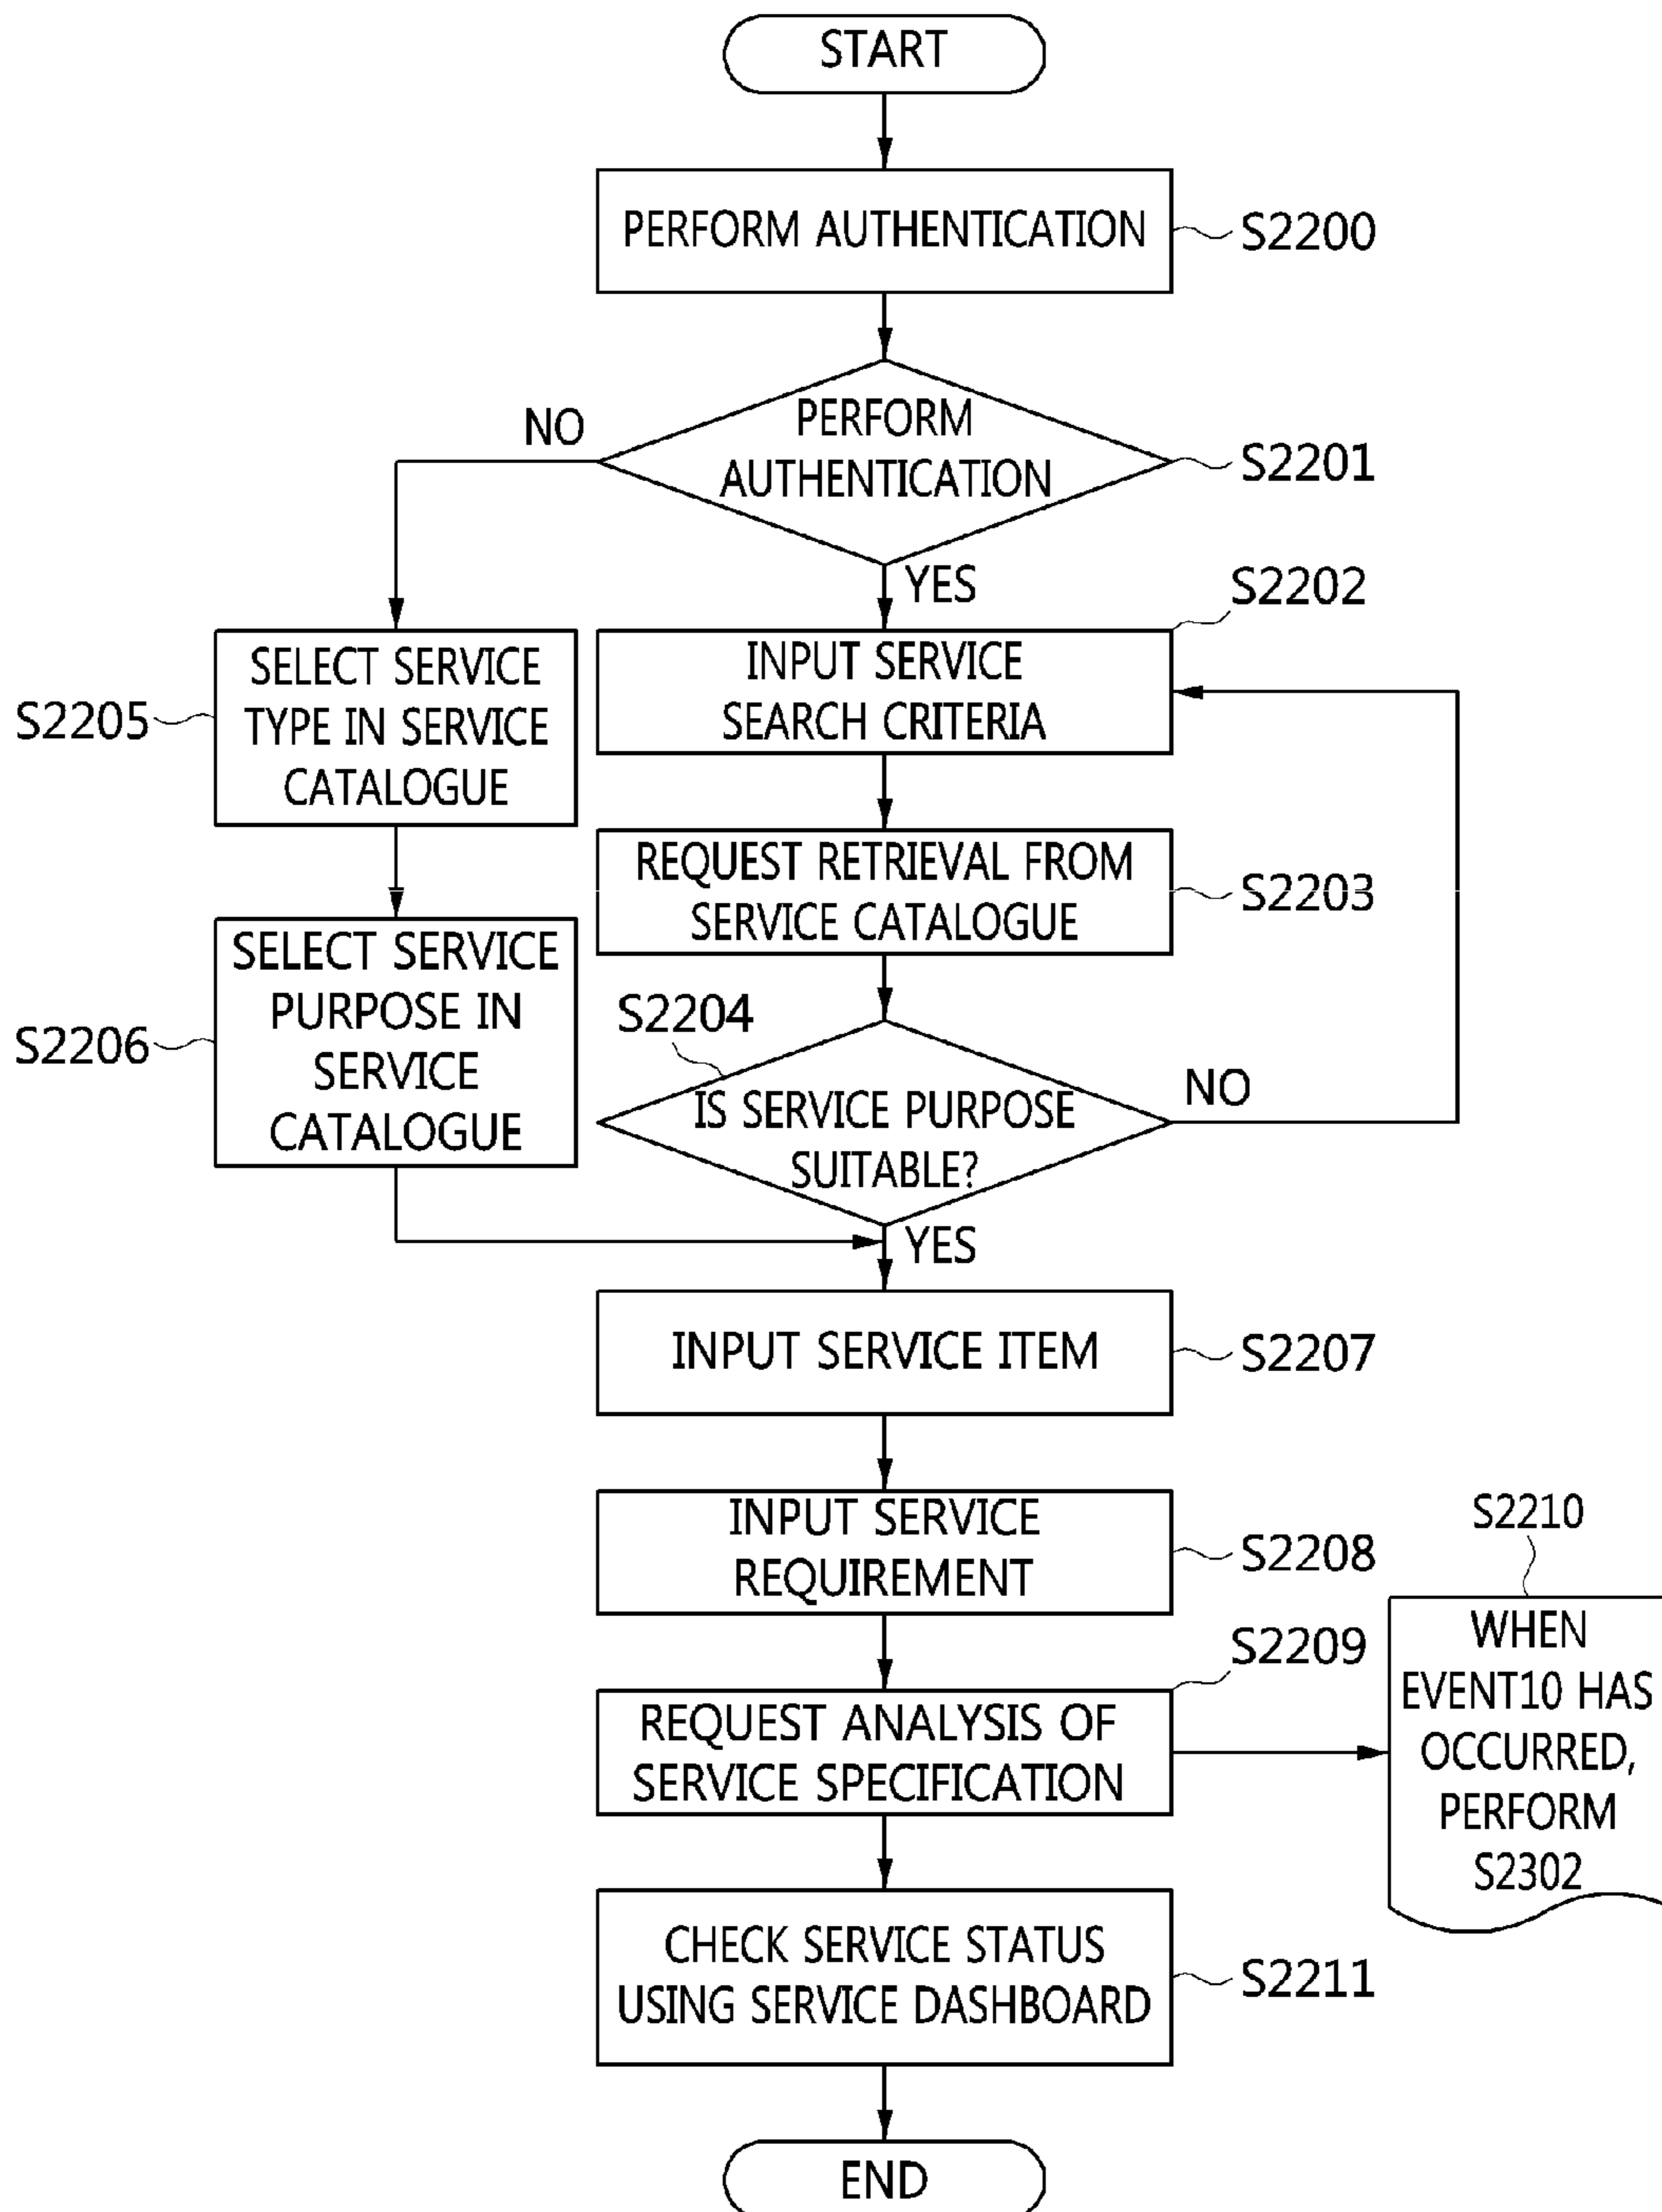 START
PERFORM AUTHENTICATION
S2200
NO
PERFORM
AUTHENTICATION
S2201
YES
S2202
INPUT SERVICE
SEARCH CRITERIA
S2205
SELECT SERVICE
TYPE IN SERVICE
CATALOGUE
REQUEST RETRIEVAL FROM
SERVICE CATALOGUE
S2203
S2206
SELECT SERVICE
PURPOSE IN
SERVICE
CATALOGUE
S2204
IS SERVICE PURPOSE
SUITABLE?
NO
YES
INPUT SERVICE ITEM
S2207
INPUT SERVICE
REQUIREMENT
S2208
S2209
REQUEST ANALYSIS OF
SERVICE SPECIFICATION
S2210
WHEN
EVENT10 HAS
OCCURRED,
PERFORM
S2302
CHECK SERVICE STATUS
USING SERVICE DASHBOARD
S2211
END